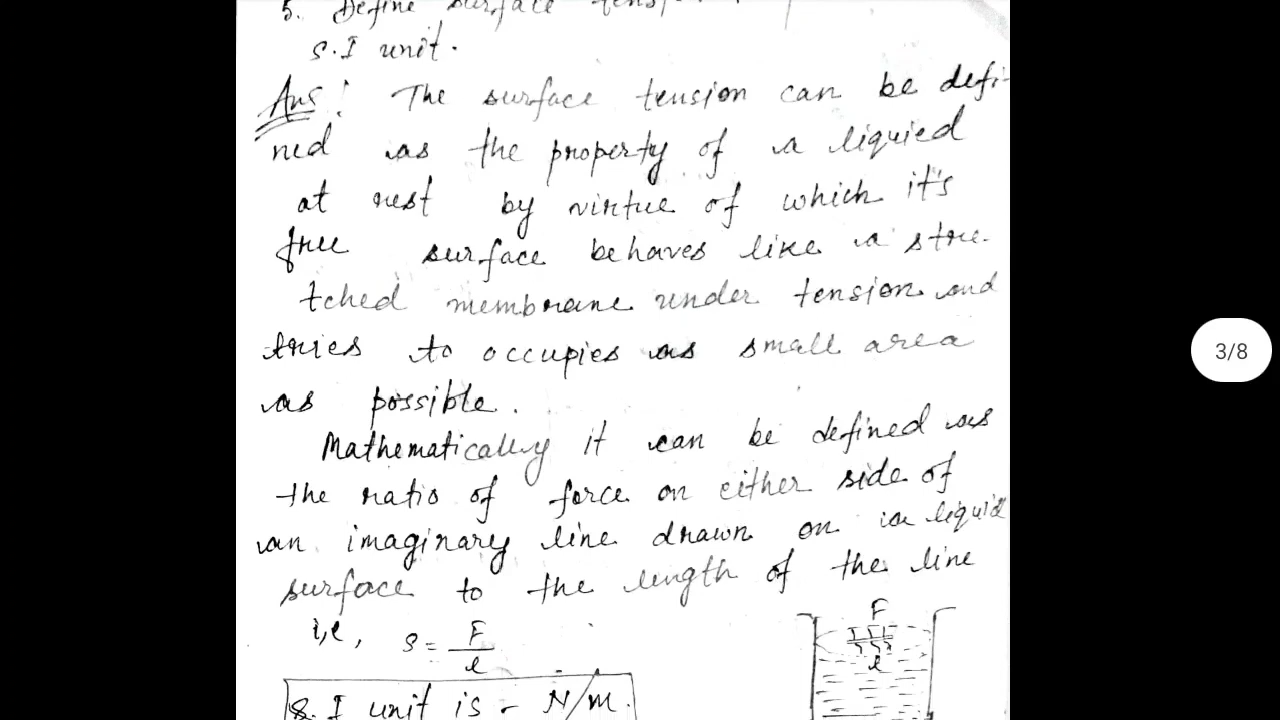 5. Define surface
S.I unit.
Ans: The surface tension can be defi-
ned as the property of a liquied
at rest by virtue of which it's
free surface behaves like a stre-
tched membrane under tension and
tries to occupies as small area
as possible.
Mathematically it can be defined as
the ratio of force on either side of
an imaginary line drawn on a liquid
surface to the length of the line
i,e, s = F/l
F
l
S.I unit is - N/m.
3/8